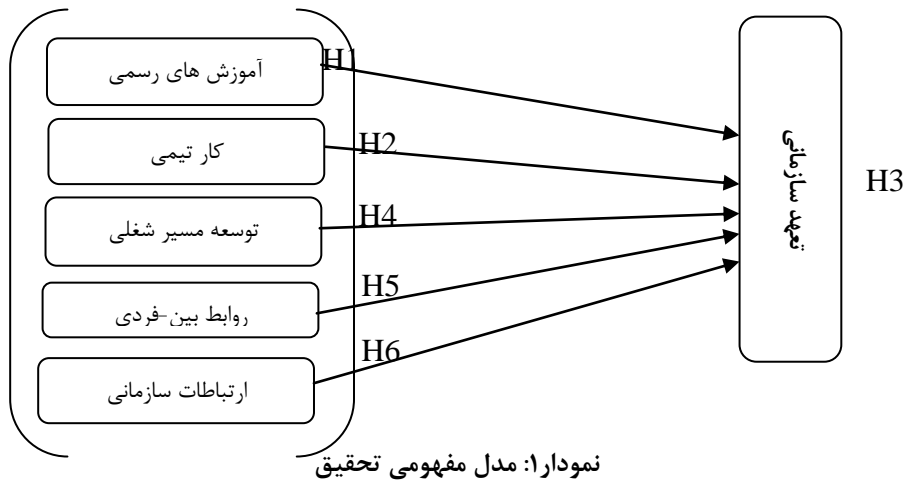 آموزش های رسمی
H1
کار تیمی
H2
توسعه مسیر شغلی
H4
روابط بین-فردی
H5
ارتباطات سازمانی
H6
تعهد سازمانی
H3
نمودار۱: مدل مفهومی تحقیق